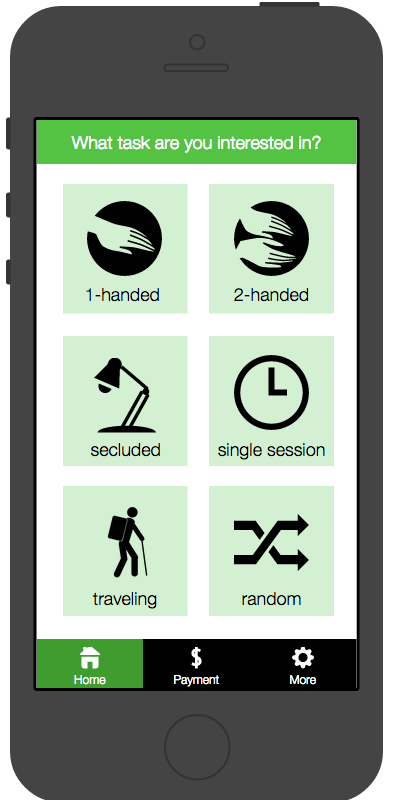 What task are you interested in?
1-handed
2-handed
secluded
single session
traveling
random
Home
Payment
More